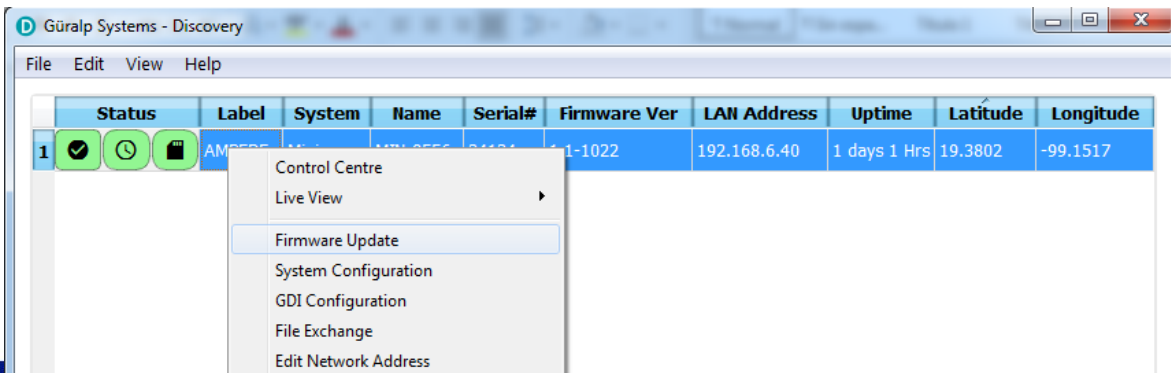 Güralp Systems - Discovery
File Edit View Help
Status Label System Name Serial# Firmware Ver LAN Address Uptime Latitude Longitude
1 1-1022 192.168.6.40 1 days 1 Hrs 19.3802 -99.1517
Control Centre
Live View
Firmware Update
System Configuration
GDI Configuration
File Exchange
Edit Network Address